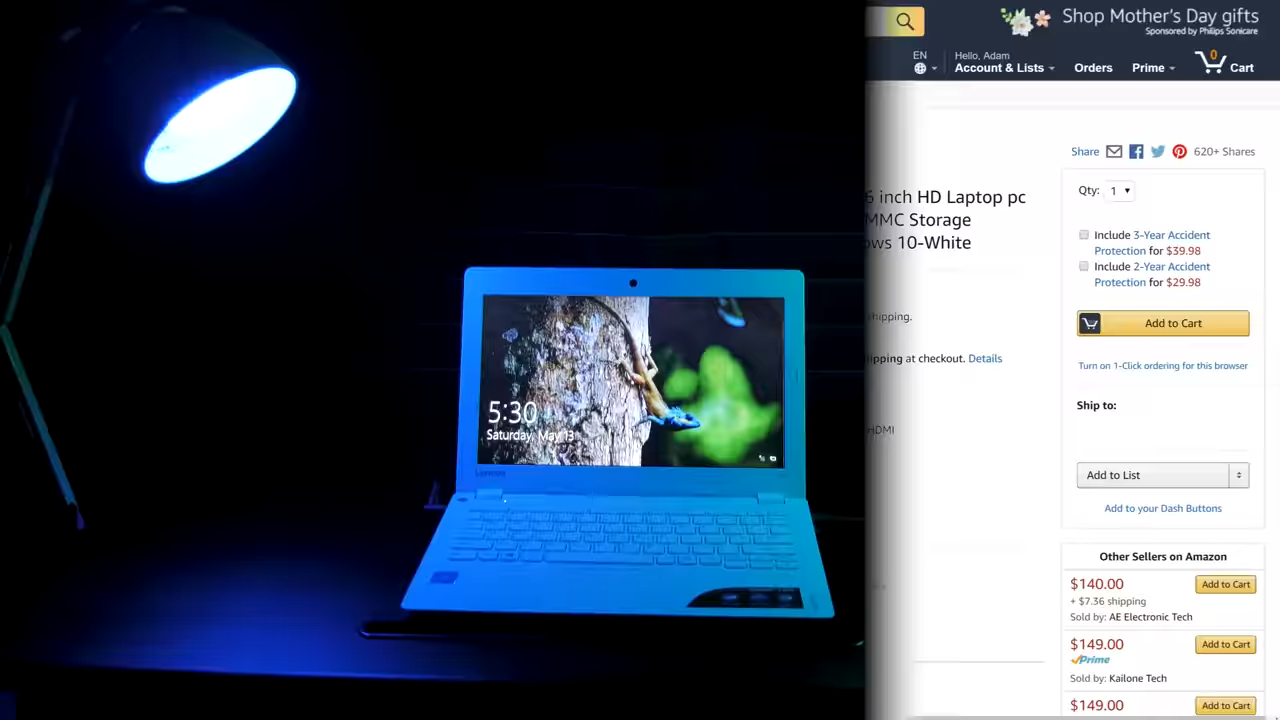 Shop Mother's Day gifts
Sponsored by Philips Sonicare
EN
Hello, Adam
Account & Lists
Orders
Prime
0
Cart
Share
620+ Shares
Qty: 1
6 inch HD Laptop pc
MMC Storage
ows 10-White
Include 3-Year Accident
Protection for $39.98
Include 2-Year Accident
Protection for $29.98
shipping.
Add to Cart
ipping at checkout. Details
Turn on 1-Click ordering for this browser
Ship to:
HDMI
Add to List
Add to your Dash Buttons
Other Sellers on Amazon
$140.00
Add to Cart
+ $7.36 shipping
Sold by: AE Electronic Tech
$149.00
Add to Cart
Prime
Sold by: Kailone Tech
$149.00
Add to Cart
5:30
Saturday, May 13
Lenovo